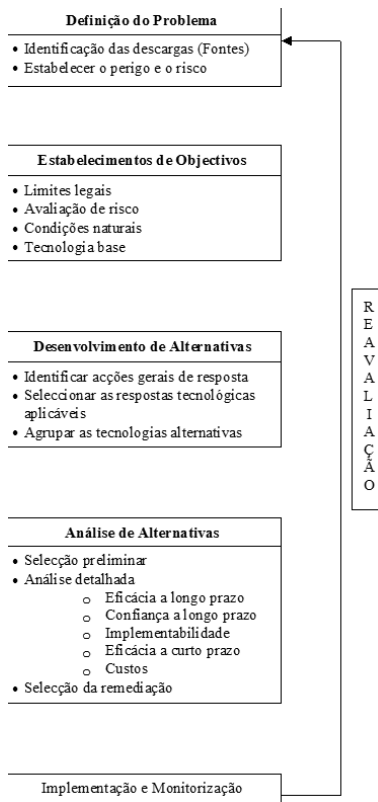 Definição do Problema
• Identificação das descargas (Fontes)
• Estabelecer o perigo e o risco
Estabelecimentos de Objectivos
• Limites legais
• Avaliação de risco
• Condições naturais
• Tecnologia base
Desenvolvimento de Alternativas
• Identificar acções gerais de resposta
• Seleccionar as respostas tecnológicas
aplicáveis
• Agrupar as tecnologias alternativas
Análise de Alternativas
• Selecção preliminar
• Análise detalhada
o Eficácia a longo prazo
o Confiança a longo prazo
o Implementabilidade
o Eficácia a curto prazo
o Custos
• Selecção da remediação
Implementação e Monitorização
REAVALIAÇÃO